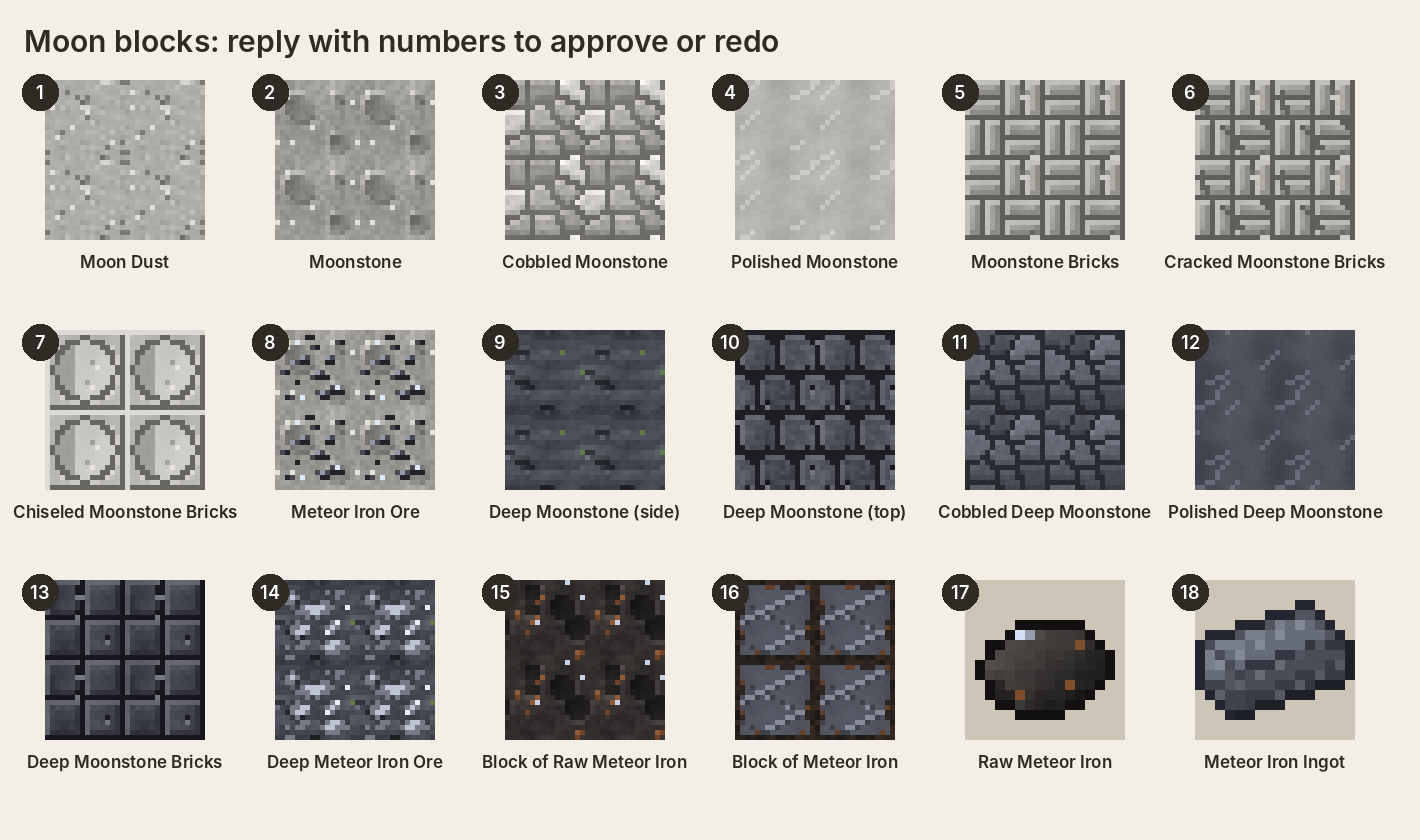 Moon blocks: reply with numbers to approve or redo
1 2 3 4 5 6
Moon Dust Moonstone Cobbled Moonstone Polished Moonstone Moonstone Bricks Cracked Moonstone Bricks
7 8 9 10 11 12
Chiseled Moonstone Bricks Meteor Iron Ore Deep Moonstone (side) Deep Moonstone (top) Cobbled Deep Moonstone Polished Deep Moonstone
13 14 15 16 17 18
Deep Moonstone Bricks Deep Meteor Iron Ore Block of Raw Meteor Iron Block of Meteor Iron Raw Meteor Iron Meteor Iron Ingot